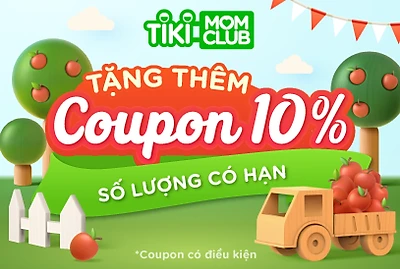 TIKI MOM
CLUB
TẶNG THÊM
Coupon 10%
SỐ LƯỢNG CÓ HẠN
*Coupon có điều kiện